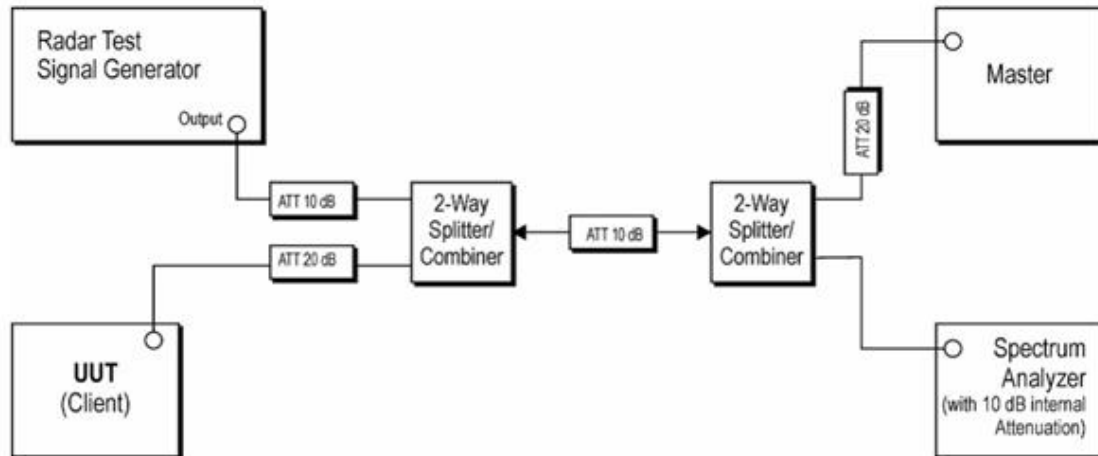 Radar Test
Signal Generator
Output
Master
ATT 20 dB
ATT 10 dB
2-Way
Splitter/
Combiner
ATT 10 dB
2-Way
Splitter/
Combiner
ATT 20 dB
UUT
(Client)
Spectrum
Analyzer
(with 10 dB internal
Attenuation)